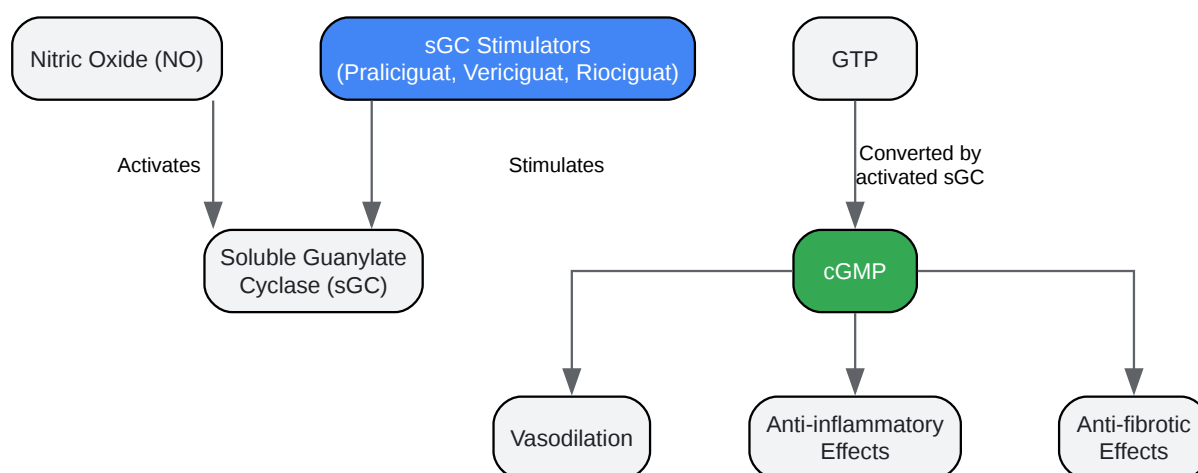 Nitric Oxide (NO)
sGC Stimulators
(Praliciguat, Vericiguat, Riociguat)
GTP
Activates
Stimulates
Converted by
activated sGC
Soluble Guanylate
Cyclase (sGC)
cGMP
Vasodilation
Anti-inflammatory
Effects
Anti-fibrotic
Effects